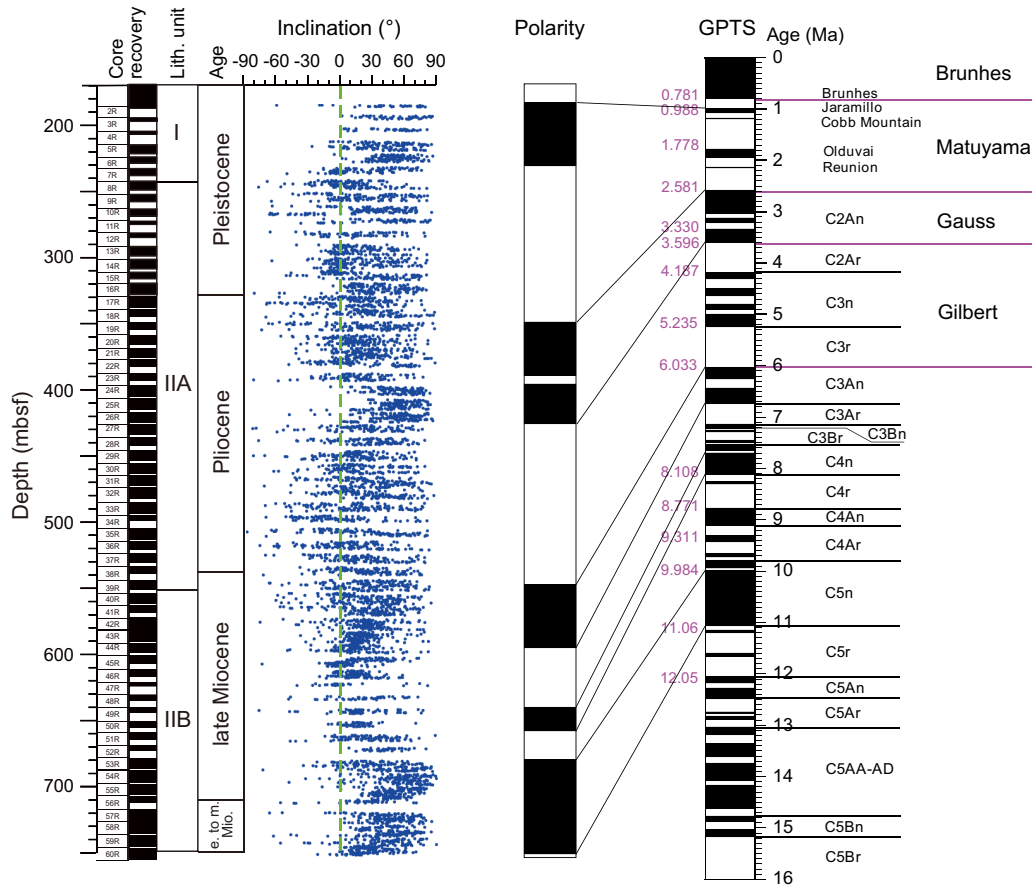 Inclination (°)
Polarity
GPTS
Age (Ma)
Core
recovery
Lith. unit
Age
-90
-60
-30
0
30
60
90
Depth (mbsf)
200
300
400
500
600
700
2R
3R
4R
5R
6R
7R
8R
9R
10R
11R
12R
13R
14R
15R
16R
17R
18R
19R
20R
21R
22R
23R
24R
25R
26R
27R
28R
29R
30R
31R
32R
33R
34R
35R
36R
37R
38R
39R
40R
41R
42R
43R
44R
45R
46R
47R
48R
49R
50R
51R
52R
53R
54R
55R
56R
57R
58R
59R
60R
I
IIA
IIB
Pleistocene
Pliocene
late Miocene
e. to m.
Mio.
0.781
0.988
1.778
2.581
3.330
3.596
4.187
5.235
6.033
8.108
8.771
9.311
9.984
11.06
12.05
0
1
2
3
4
5
6
7
8
9
10
11
12
13
14
15
16
Brunhes
Jaramillo
Cobb Mountain
Olduvai
Reunion
C2An
C2Ar
C3n
C3r
C3An
C3Ar
C3Br
C3Bn
C4n
C4r
C4An
C4Ar
C5n
C5r
C5An
C5Ar
C5AA-AD
C5Bn
C5Br
Brunhes
Matuyama
Gauss
Gilbert